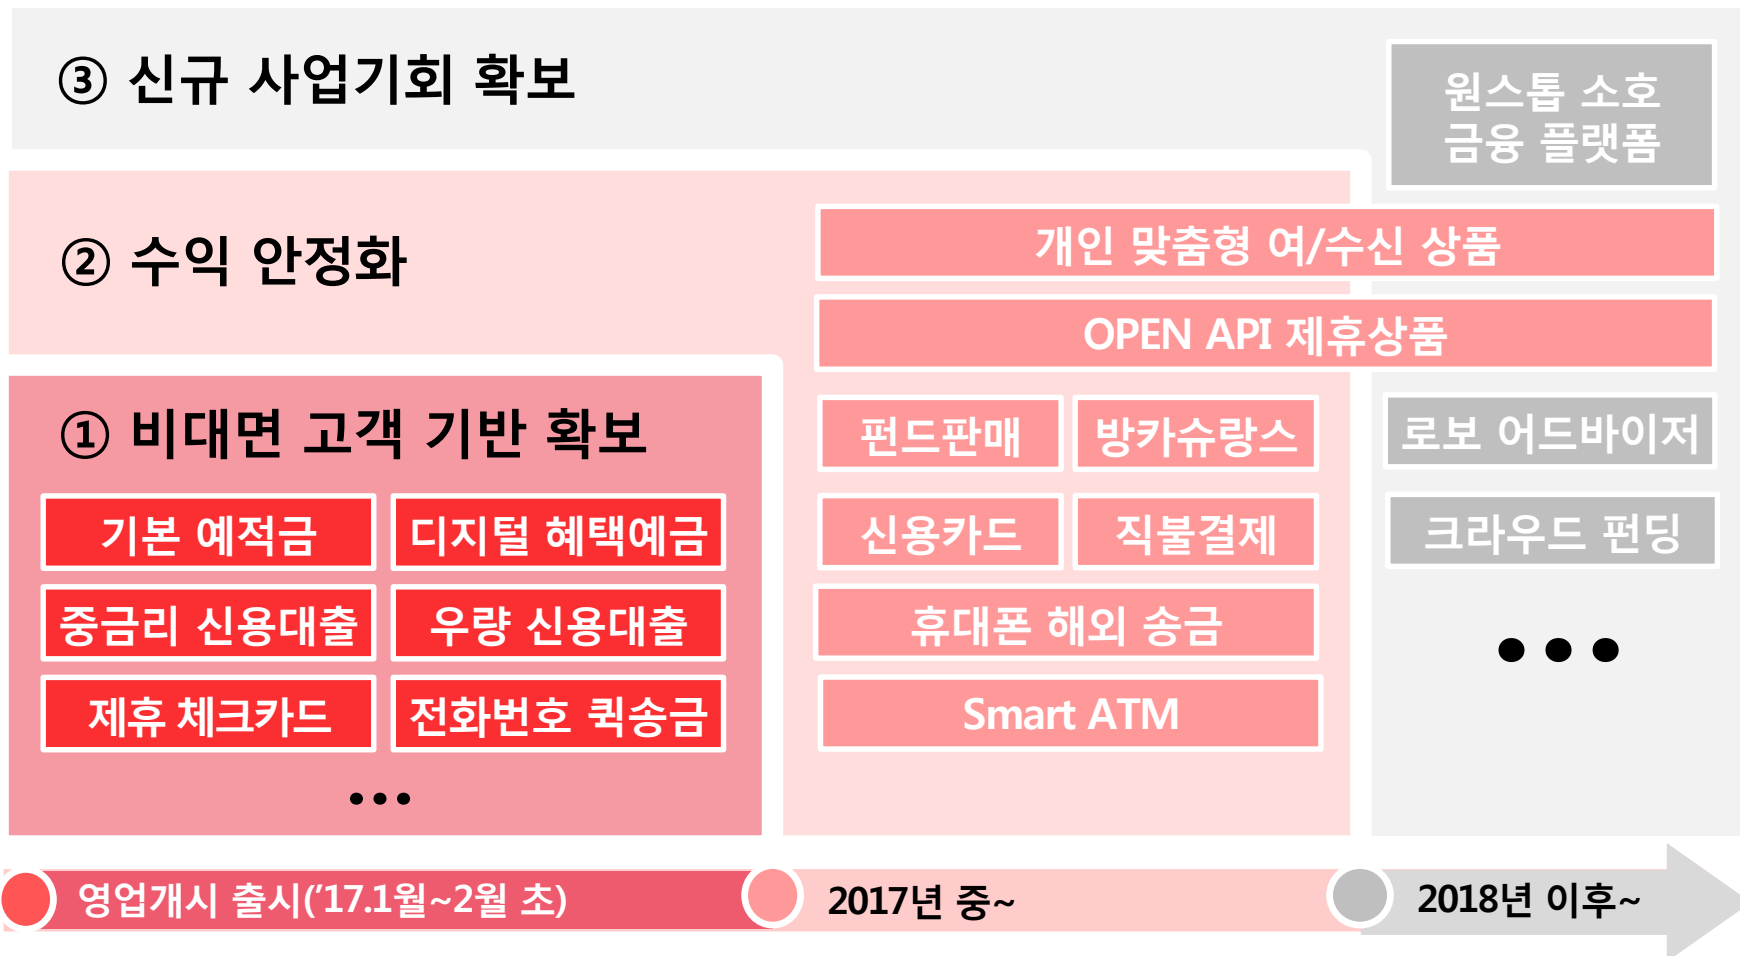 ③ 신규 사업기회 확보
원스톱 소호
금융 플랫폼
② 수익 안정화
개인 맞춤형 여/수신 상품
OPEN API 제휴상품
① 비대면 고객 기반 확보
펀드판매
방카슈랑스
로보 어드바이저
기본 예적금
디지털 혜택예금
신용카드
직불결제
크라우드 펀딩
중금리 신용대출
우량 신용대출
휴대폰 해외 송금
•••
제휴 체크카드
전화번호 퀵송금
Smart ATM
•••
영업개시 출시(’17.1월~2월 초)
2017년 중~
2018년 이후~